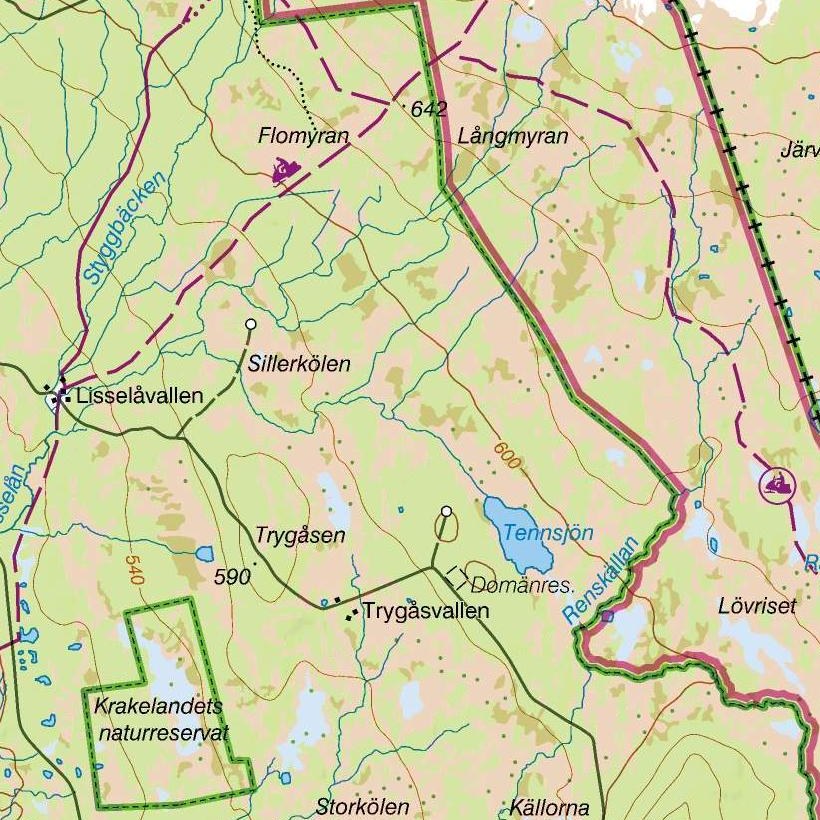 642
Flomyran
Långmyran
Styggbäcken
Sillerkölen
Lisselåvallen
600
Tennsjön
Trygåsen
540
590
Domänres.
Renskällan
Trygåsvallen
Lövriset
Krakelandets
naturreservat
Storkölen
Källorna